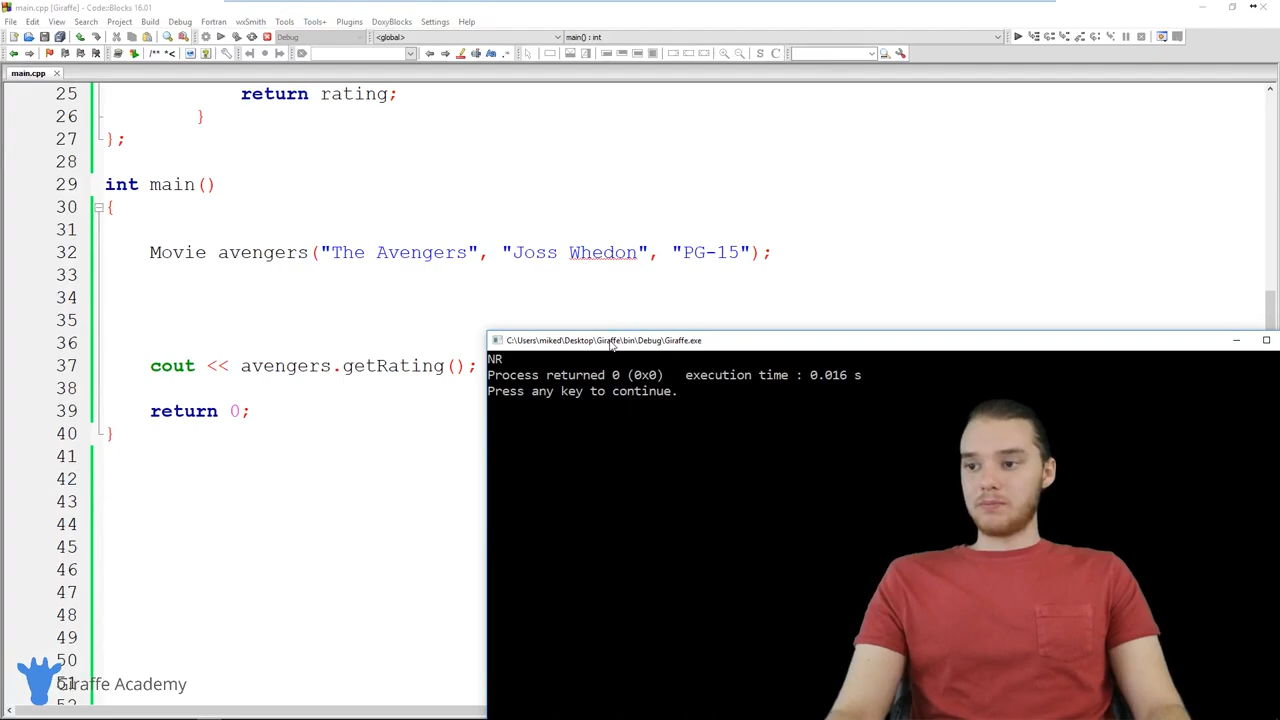 main.cpp [Giraffe] - Code::Blocks 16.01
File Edit View Search Project Build Debug Fortran wxSmith Tools Tools+ Plugins DoxyBlocks Settings Help
Debug
<global>
main() : int
/** *<
S C
main.cpp
25 return rating;
26 }
27 };
28
29 int main()
30 {
31
32 Movie avengers("The Avengers", "Joss Whedon", "PG-15");
33
34
35
36
37 cout << avengers.getRating();
38
39 return 0;
40 }
41
42
43
44
45
46
47
48
49
50
51
52
C:\Users\miked\Desktop\Giraffe\bin\Debug\Giraffe.exe
NR
Process returned 0 (0x0) execution time : 0.016 s
Press any key to continue.
Giraffe Academy